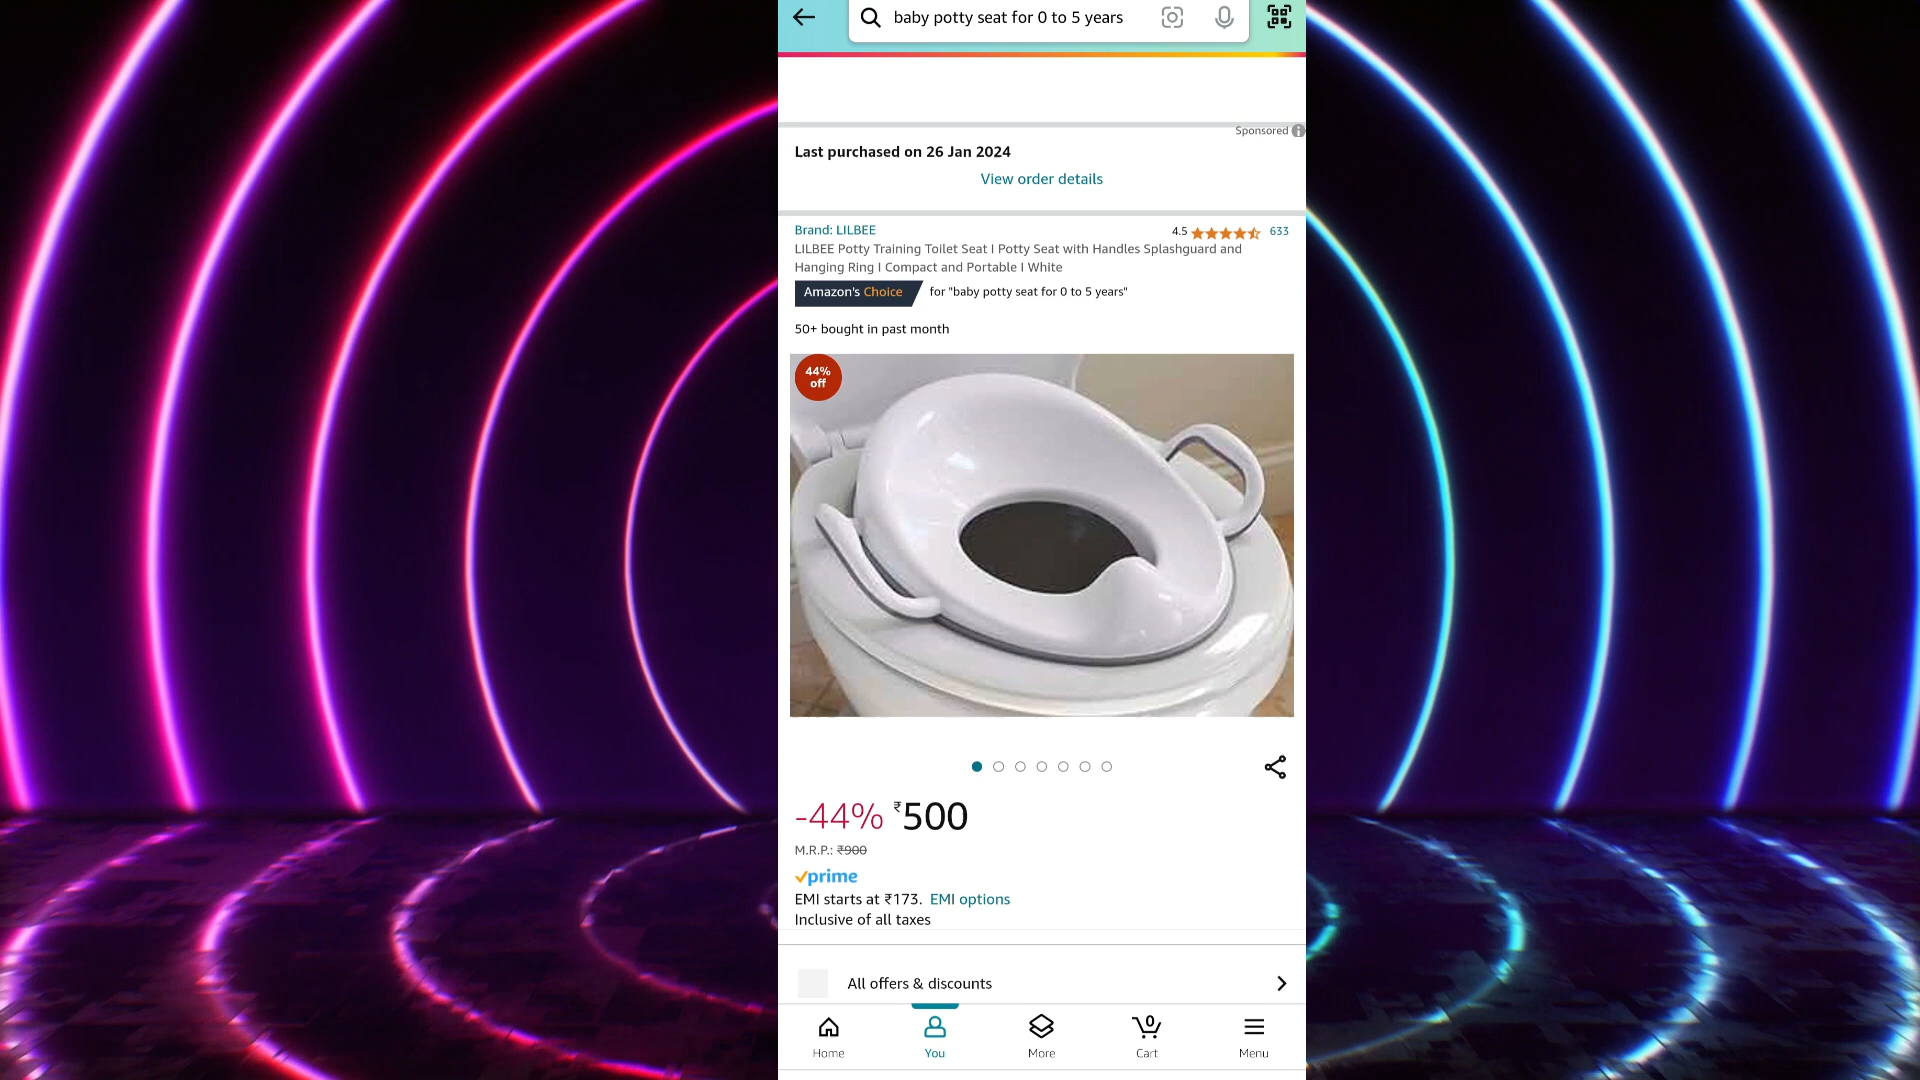 baby potty seat for 0 to 5 years
Sponsored
Last purchased on 26 Jan 2024
View order details
Brand: LILBEE
4.5 633
LILBEE Potty Training Toilet Seat I Potty Seat with Handles Splashguard and
Hanging Ring I Compact and Portable I White
Amazon's Choice for "baby potty seat for 0 to 5 years"
50+ bought in past month
44%
off
-44% ₹500
M.R.P.: ₹900
prime
EMI starts at ₹173. EMI options
Inclusive of all taxes
All offers & discounts
0
Home You More Cart Menu